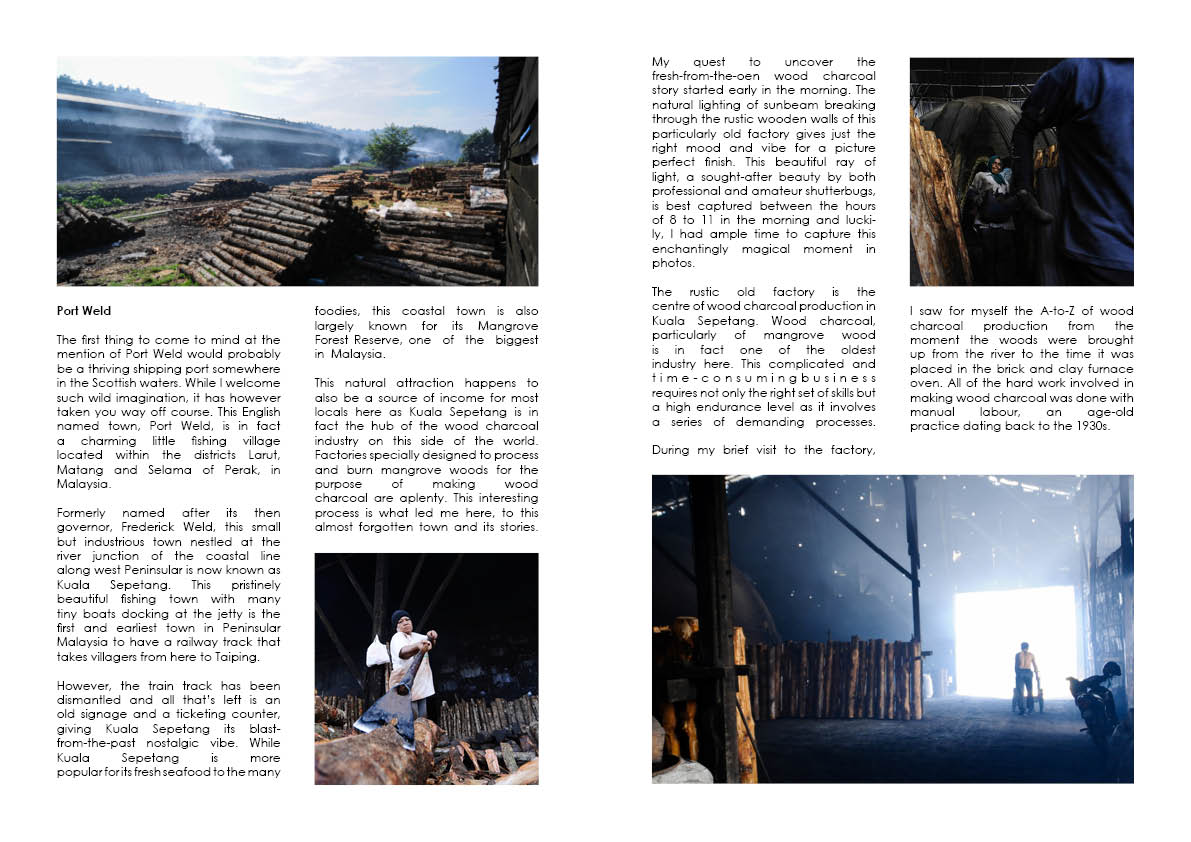 Port Weld
The first thing to come to mind at the
mention of Port Weld would probably
be a thriving shipping port somewhere
in the Scottish waters. While I welcome
such wild imagination, it has however
taken you way off course. This English
named town, Port Weld, is in fact
a charming little fishing village
located within the districts Larut,
Matang and Selama of Perak, in
Malaysia.
Formerly named after its then
governor, Frederick Weld, this small
but industrious town nestled at the
river junction of the coastal line
along west Peninsular is now known as
Kuala Sepetang. This pristinely
beautiful fishing town with many
tiny boats docking at the jetty is the
first and earliest town in Peninsular
Malaysia to have a railway track that
takes villagers from here to Taiping.
However, the train track has been
dismantled and all that's left is an
old signage and a ticketing counter,
giving Kuala Sepetang its blast-
from-the-past nostalgic vibe. While
Kuala Sepetang is more
popular for its fresh seafood to the many
foodies, this coastal town is also
largely known for its Mangrove
Forest Reserve, one of the biggest
in Malaysia.
This natural attraction happens to
also be a source of income for most
locals here as Kuala Sepetang is in
fact the hub of the wood charcoal
industry on this side of the world.
Factories specially designed to process
and burn mangrove woods for the
purpose of making wood
charcoal are aplenty. This interesting
process is what led me here, to this
almost forgotten town and its stories.
My quest to uncover the
fresh-from-the-oen wood charcoal
story started early in the morning. The
natural lighting of sunbeam breaking
through the rustic wooden walls of this
particularly old factory gives just the
right mood and vibe for a picture
perfect finish. This beautiful ray of
light, a sought-after beauty by both
professional and amateur shutterbugs,
is best captured between the hours
of 8 to 11 in the morning and lucki-
ly, I had ample time to capture this
enchantingly magical moment in
photos.
The rustic old factory is the
centre of wood charcoal production in
Kuala Sepetang. Wood charcoal,
particularly of mangrove wood
is in fact one of the oldest
industry here. This complicated and
time-consumingbusiness
requires not only the right set of skills but
a high endurance level as it involves
a series of demanding processes.
During my brief visit to the factory,
I saw for myself the A-to-Z of wood
charcoal production from the
moment the woods were brought
up from the river to the time it was
placed in the brick and clay furnace
oven. All of the hard work involved in
making wood charcoal was done with
manual labour, an age-old
practice dating back to the 1930s.